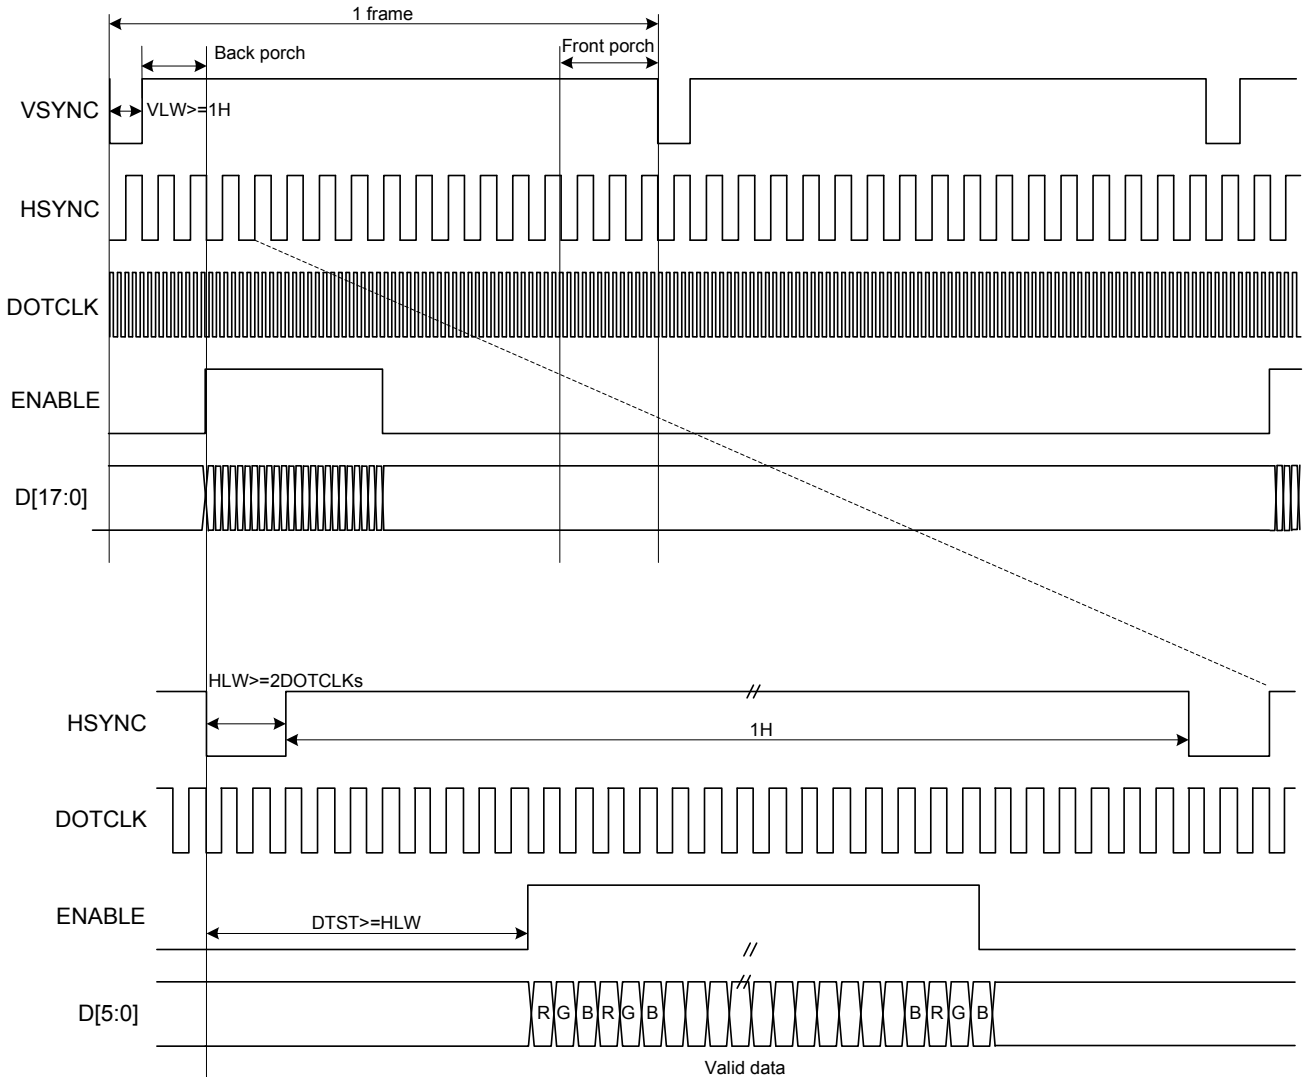 1 frame
Back porch
Front porch
VSYNC
VLW>=1H
HSYNC
DOTCLK
ENABLE
D[17:0]
HLW>=2DOTCLKs
HSYNC
1H
DOTCLK
ENABLE
DTST>=HLW
//
//
D[5:0]
//
R G B R G B B R G B
Valid data